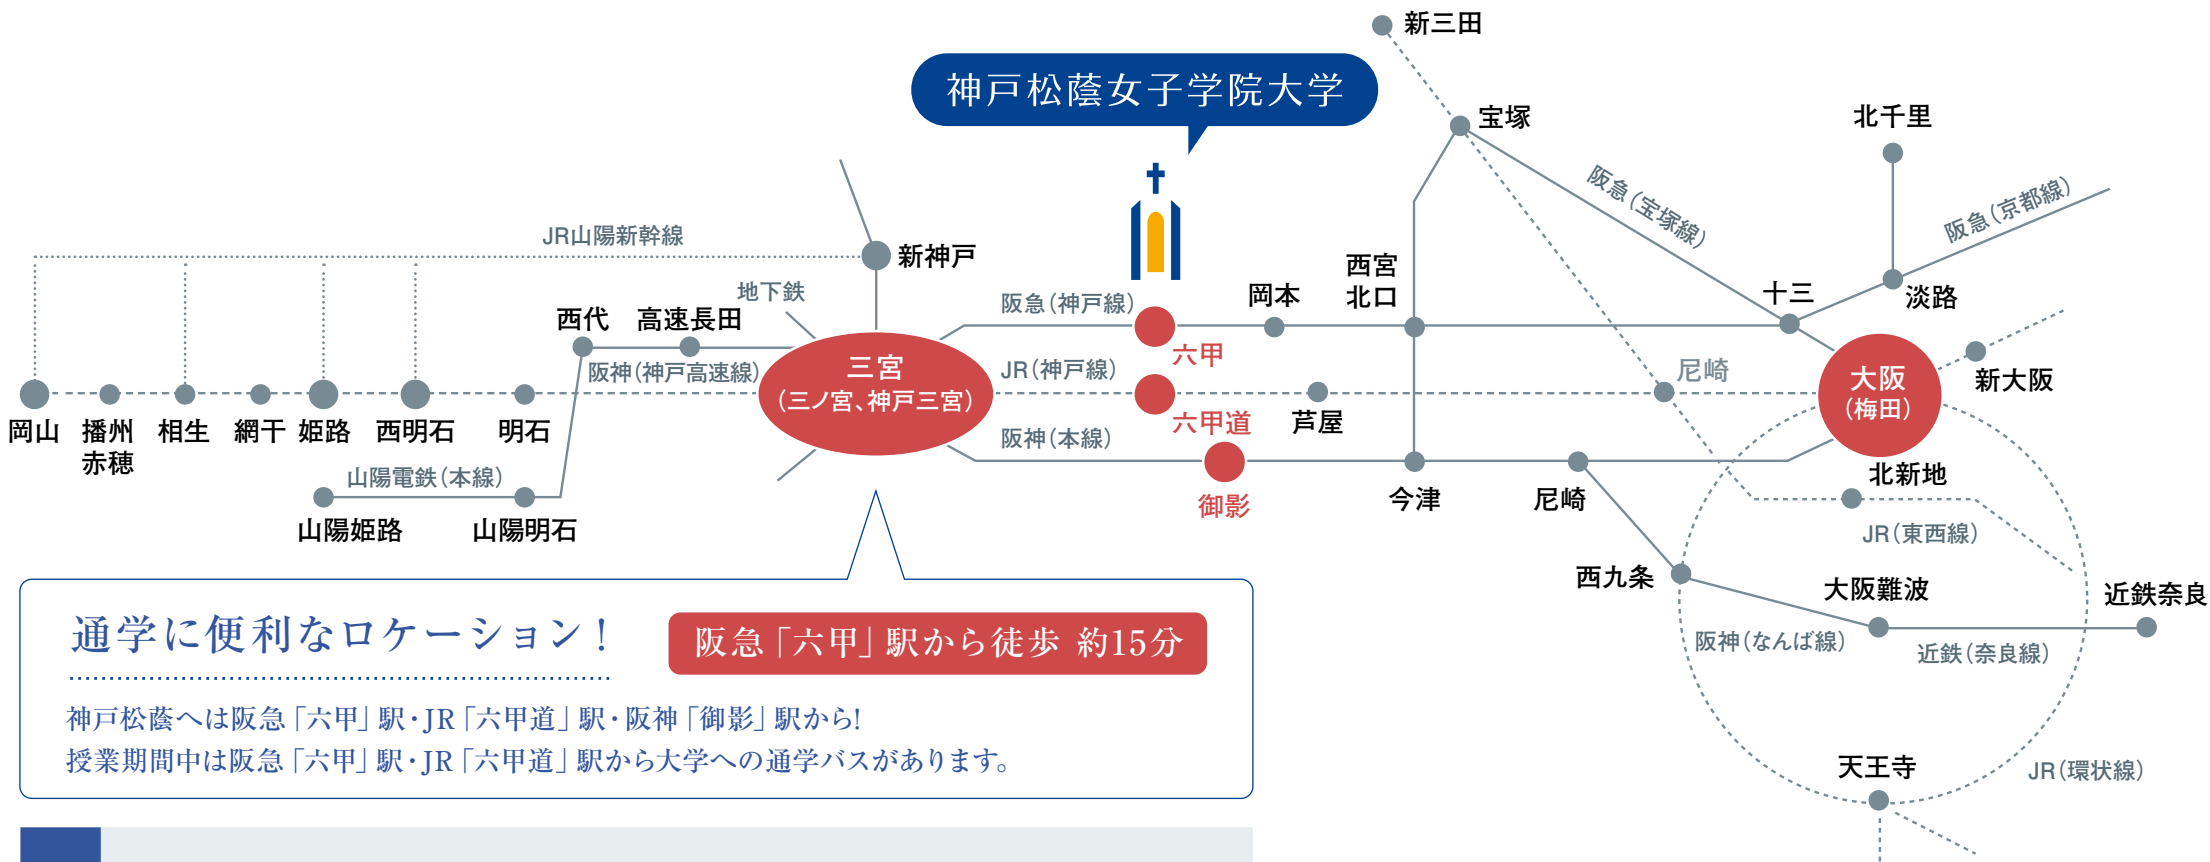 新三田
神戸松蔭女子学院大学
宝塚
北千里
阪急(宝塚線)
阪急(京都線)
JR山陽新幹線
新神戸
地下鉄
阪急(神戸線)
岡本
西宮
北口
十三
淡路
西代
高速長田
六甲
三宮
(三ノ宮、神戸三宮)
阪神(神戸高速線)
JR(神戸線)
尼崎
大阪
(梅田)
新大阪
岡山
播州
赤穂
相生
網干
姫路
西明石
明石
六甲道
芦屋
阪神(本線)
山陽電鉄(本線)
北新地
御影
今津
尼崎
山陽姫路
山陽明石
JR(東西線)
西九条
大阪難波
近鉄奈良
阪神(なんば線)
近鉄(奈良線)
通学に便利なロケーション!
阪急「六甲」駅から徒歩 約15分
神戸松蔭へは阪急「六甲」駅・JR「六甲道」駅・阪神「御影」駅から!
授業期間中は阪急「六甲」駅・JR「六甲道」駅から大学への通学バスがあります。
天王寺
JR(環状線)